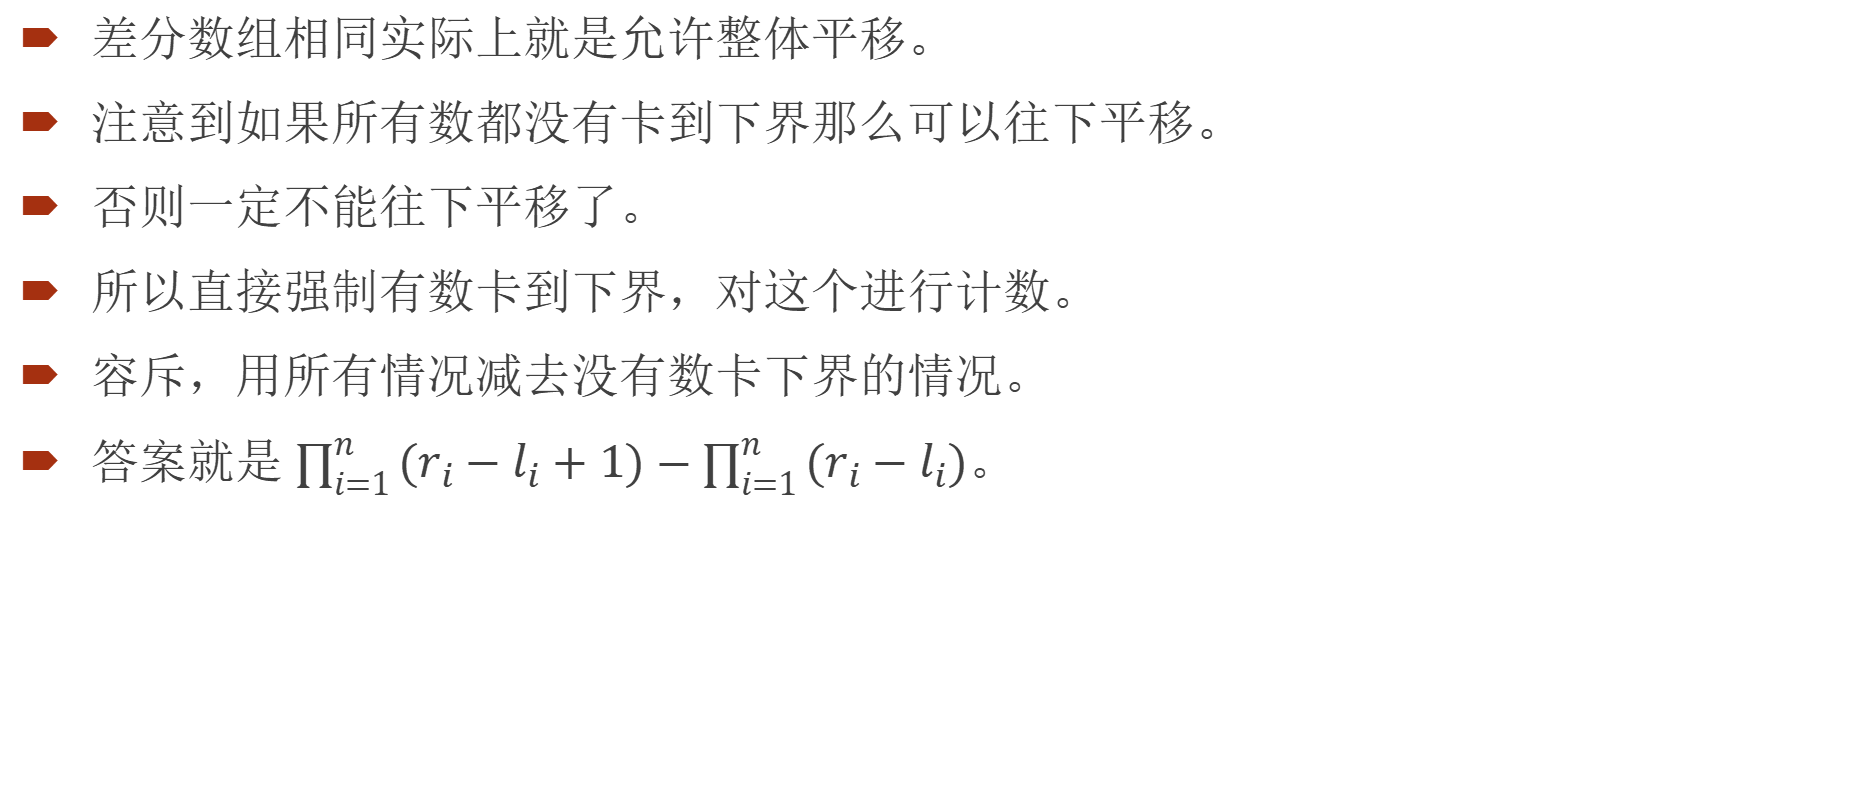 差分数组相同实际上就是允许整体平移。
注意到如果所有数都没有卡到下界那么可以往下平移。
否则一定不能往下平移了。
所以直接强制有数卡到下界，对这个进行计数。
容斥，用所有情况减去没有数卡下界的情况。
答案就是 ∏_{i=1}^{n}(r_i − l_i + 1) − ∏_{i=1}^{n}(r_i − l_i)。